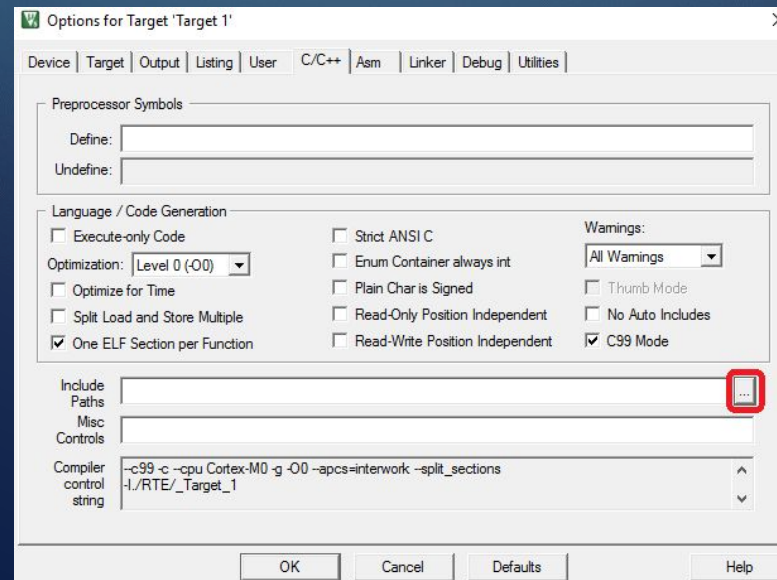 Options for Target 'Target 1'
Device Target Output Listing User C/C++ Asm Linker Debug Utilities
Preprocessor Symbols
Define:
Undefine:
Language / Code Generation
Execute-only Code
Optimization: Level 0 (-O0)
Optimize for Time
Split Load and Store Multiple
One ELF Section per Function
Strict ANSI C
Enum Container always int
Plain Char is Signed
Read-Only Position Independent
Read-Write Position Independent
Warnings:
All Warnings
Thumb Mode
No Auto Includes
C99 Mode
Include
Paths
...
Misc
Controls
Compiler
control
string
--c99 -c --cpu Cortex-M0 -g -O0 --apcs=interwork --split_sections
-I./RTE/_Target_1
OK Cancel Defaults Help